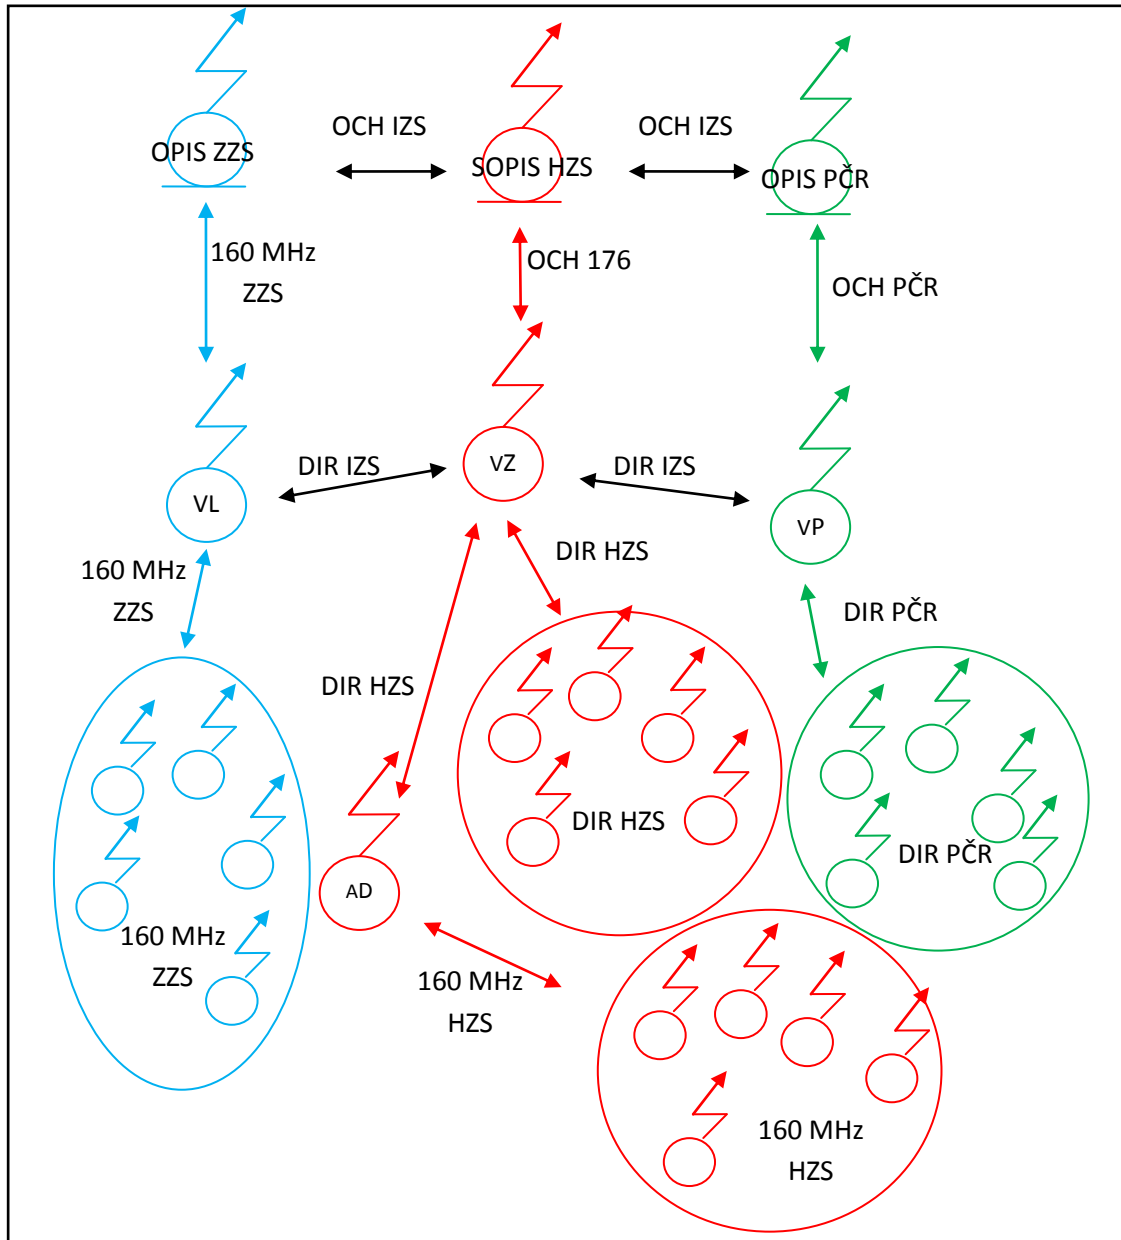 OCH IZS
OCH IZS
OPIS ZZS
SOPIS HZS
OPIS PČR
160 MHz
ZZS
OCH 176
OCH PČR
DIR IZS
VZ
DIR IZS
VL
VP
160 MHz
ZZS
DIR HZS
DIR PČR
DIR HZS
DIR HZS
DIR PČR
AD
160 MHz
ZZS
160 MHz
HZS
160 MHz
HZS